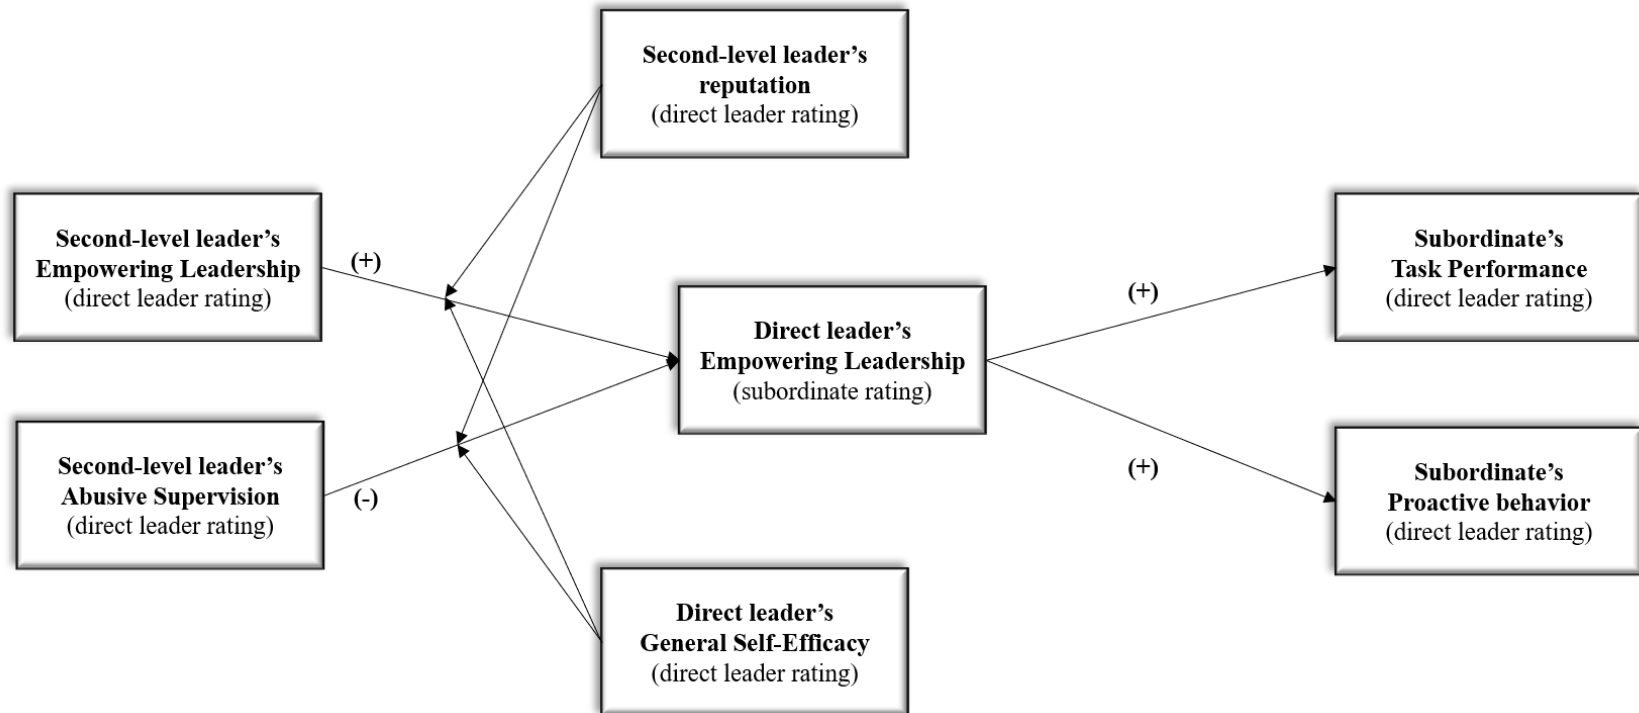 Second-level leader’s
reputation
(direct leader rating)
Second-level leader’s
Empowering Leadership
(direct leader rating)
(+)
Second-level leader’s
Abusive Supervision
(direct leader rating)
(-)
Direct leader’s
Empowering Leadership
(subordinate rating)
Direct leader’s
General Self-Efficacy
(direct leader rating)
(+)
(+)
Subordinate’s
Task Performance
(direct leader rating)
Subordinate’s
Proactive behavior
(direct leader rating)